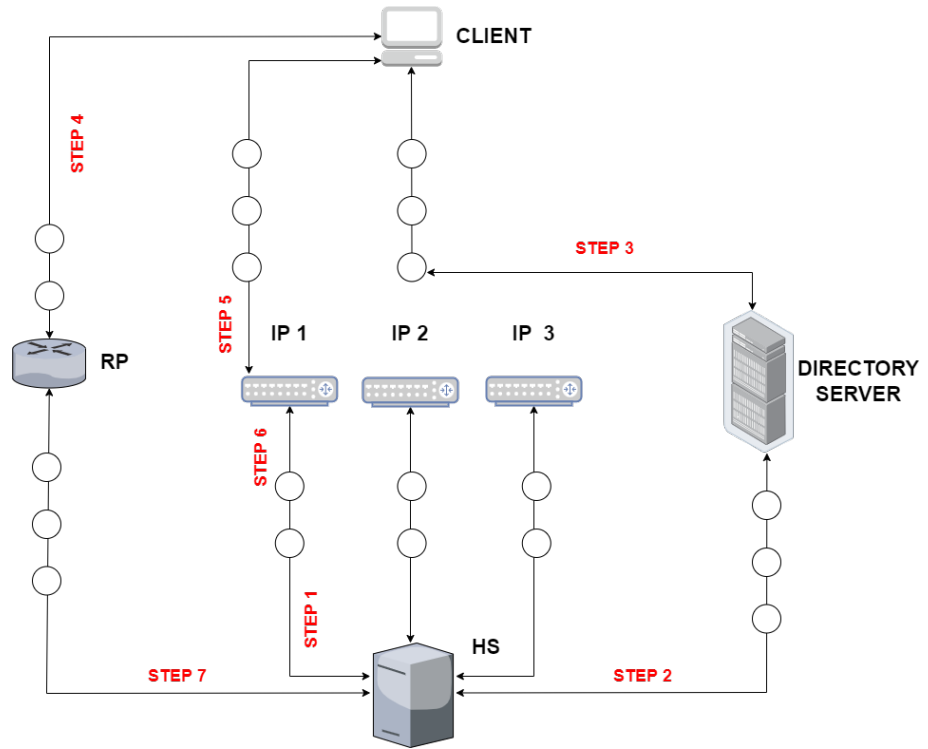 CLIENT
STEP 4
STEP 3
STEP 5
IP 1
IP 2
IP 3
RP
DIRECTORY
SERVER
STEP 6
STEP 1
HS
STEP 7
STEP 2